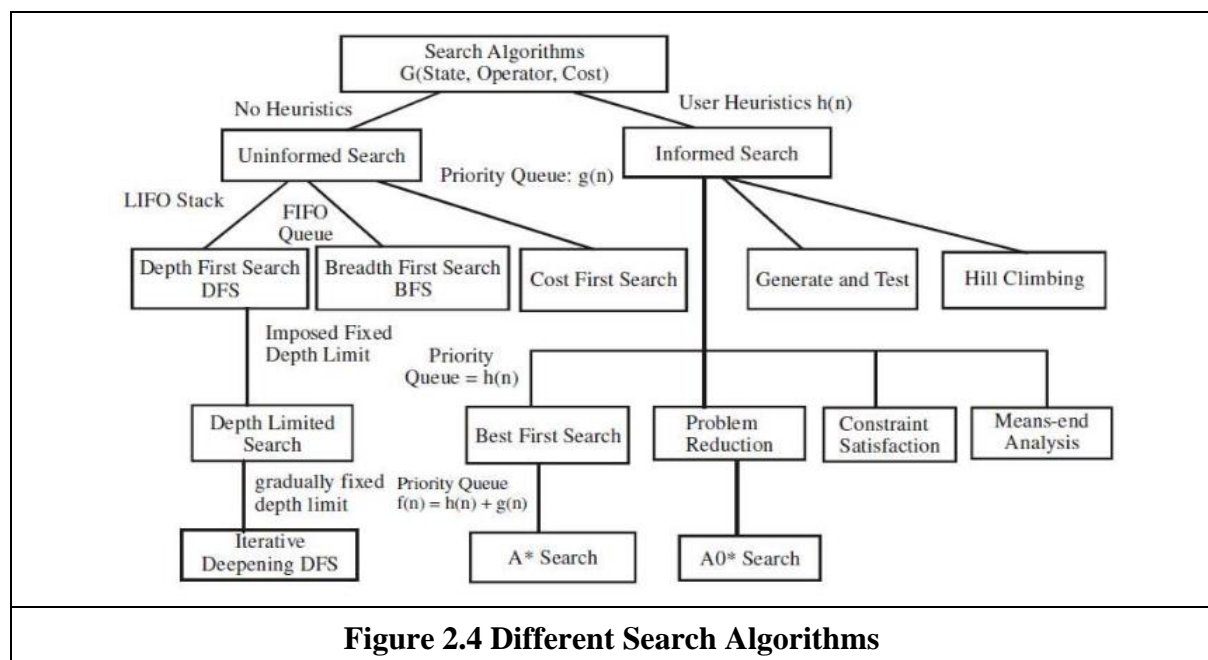 Search Algorithms
G(State, Operator, Cost)
No Heuristics
User Heuristics h(n)
Uninformed Search
Informed Search
Priority Queue: g(n)
LIFO Stack
FIFO
Queue
Depth First Search
DFS
Breadth First Search
BFS
Cost First Search
Generate and Test
Hill Climbing
Imposed Fixed
Depth Limit
Priority
Queue = h(n)
Depth Limited
Search
Best First Search
Problem
Reduction
Constraint
Satisfaction
Means-end
Analysis
gradually fixed
depth limit
Priority Queue
f(n) = h(n) + g(n)
Iterative
Deepening DFS
A* Search
A0* Search
Figure 2.4 Different Search Algorithms